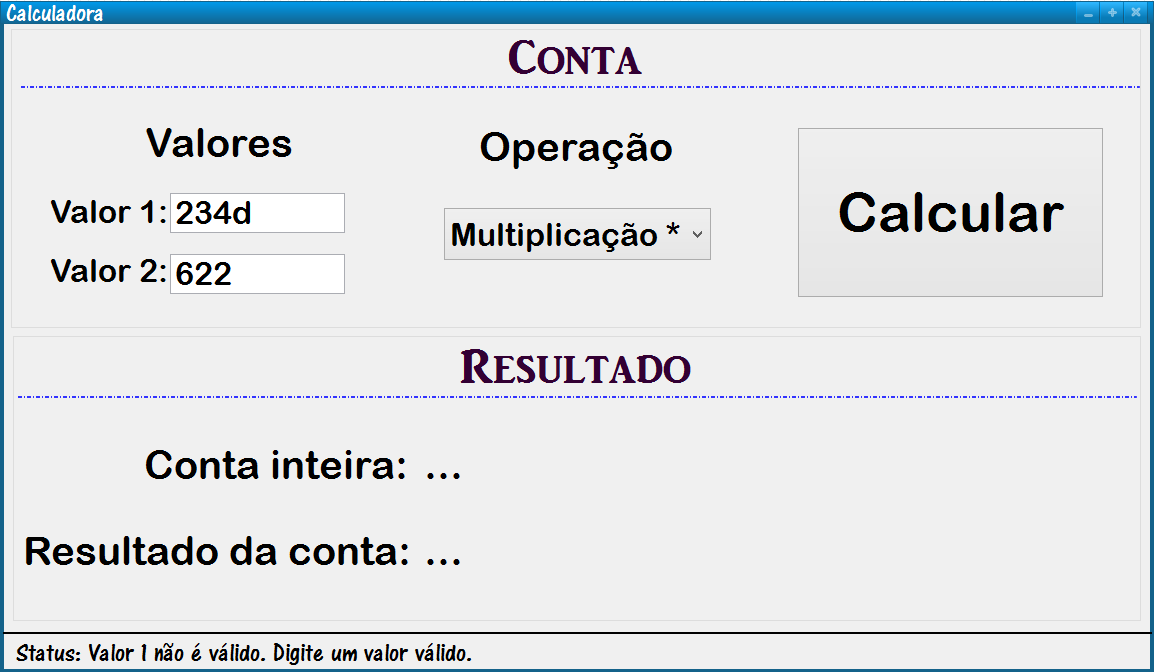 Calculadora
Conta
Valores
Operação
Valor 1: 234d
Multiplicação *
Calcular
Valor 2: 622
Resultado
Conta inteira: ...
Resultado da conta: ...
Status: Valor 1 não é válido. Digite um valor válido.